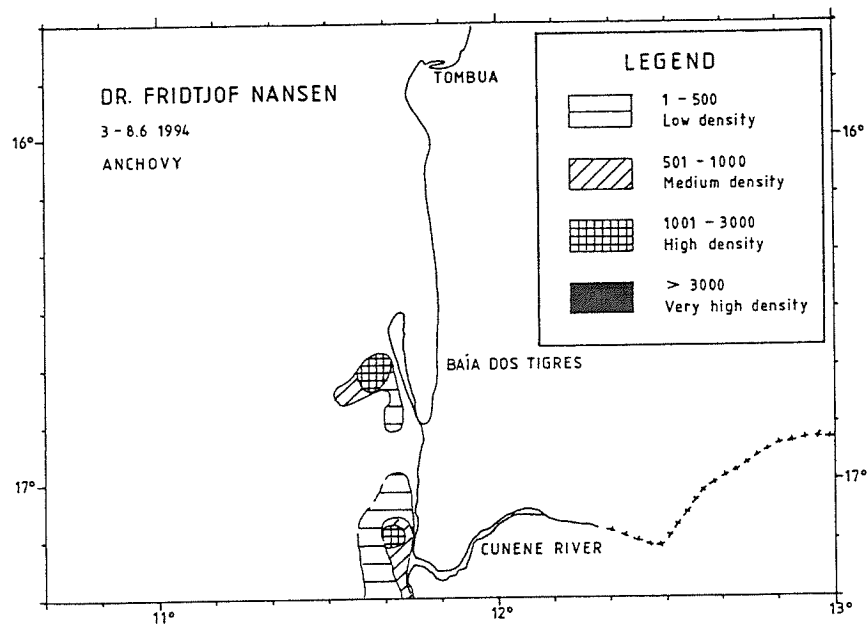 DR. FRIDTJOF NANSEN
3 - 8.6 1994
ANCHOVY
TOMBUA
LEGEND
1 - 500
Low density
501 - 1000
Medium density
1001 - 3000
High density
> 3000
Very high density
16°
16°
BAÍA DOS TIGRES
17°
17°
CUNENE RIVER
11°
12°
13°